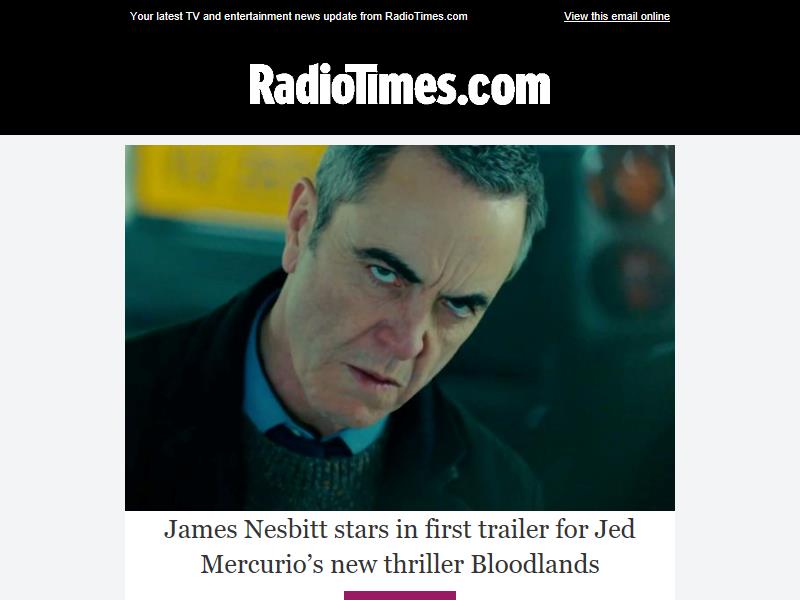 Your latest TV and entertainment news update from RadioTimes.com
View this email online
RadioTimes.com
James Nesbitt stars in first trailer for Jed
Mercurio’s new thriller Bloodlands